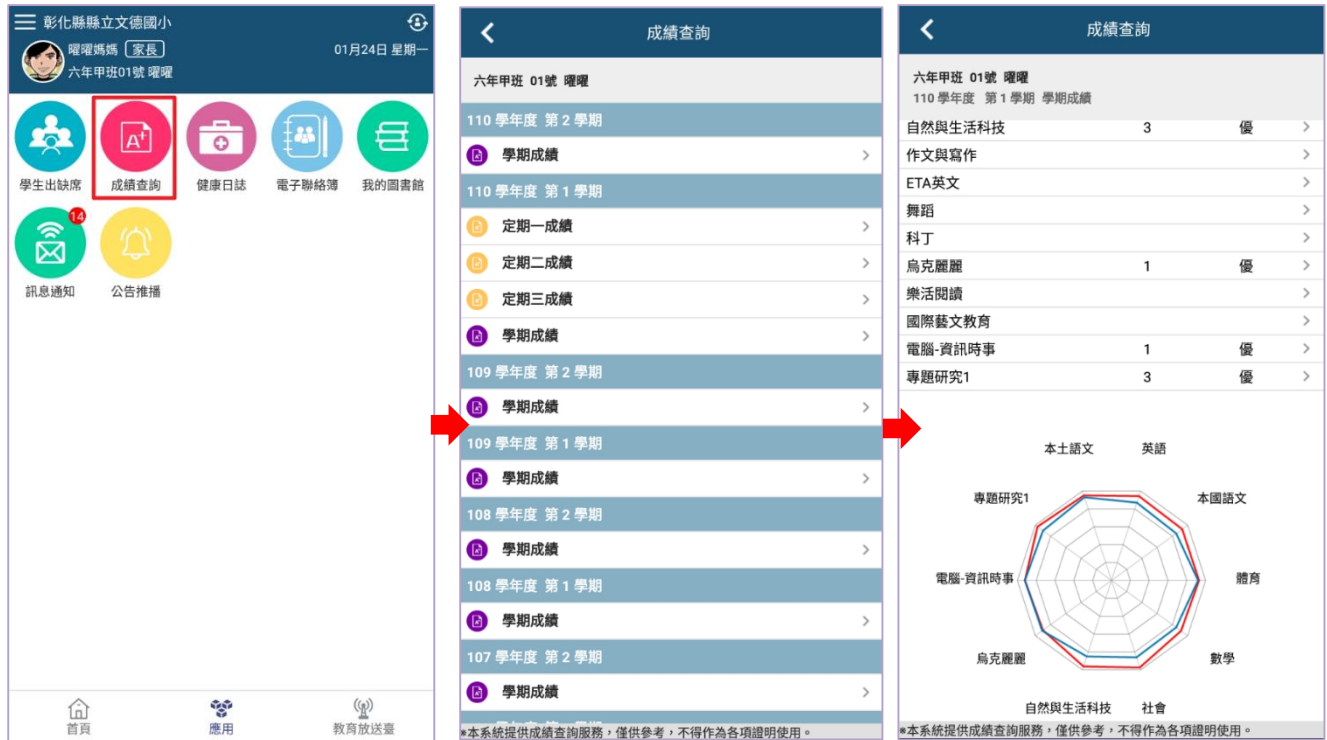 彰化縣縣立文德國小
曜曜媽媽 家長
01月24日 星期一
六年甲班01號 曜曜
A+
學生出缺席 成績查詢 健康日誌 電子聯絡簿 我的圖書館
14
訊息通知 公告推播
首頁 應用 教育放送臺
成績查詢
六年甲班 01號 曜曜
110 學年度 第 2 學期
學期成績
110 學年度 第 1 學期
定期一成績
定期二成績
定期三成績
學期成績
109 學年度 第 2 學期
學期成績
109 學年度 第 1 學期
學期成績
108 學年度 第 2 學期
學期成績
108 學年度 第 1 學期
學期成績
107 學年度 第 2 學期
學期成績
※本系統提供成績查詢服務，僅供參考，不得作為各項證明使用。
成績查詢
六年甲班 01號 曜曜
110 學年度 第 1 學期 學期成績
自然與生活科技 3 優
作文與寫作
ETA英文
舞蹈
科丁
烏克麗麗 1 優
樂活閱讀
國際藝文教育
電腦-資訊時事 1 優
專題研究1 3 優
本土語文 英語
專題研究1 本國語文
電腦-資訊時事 體育
烏克麗麗 數學
自然與生活科技 社會
※本系統提供成績查詢服務，僅供參考，不得作為各項證明使用。